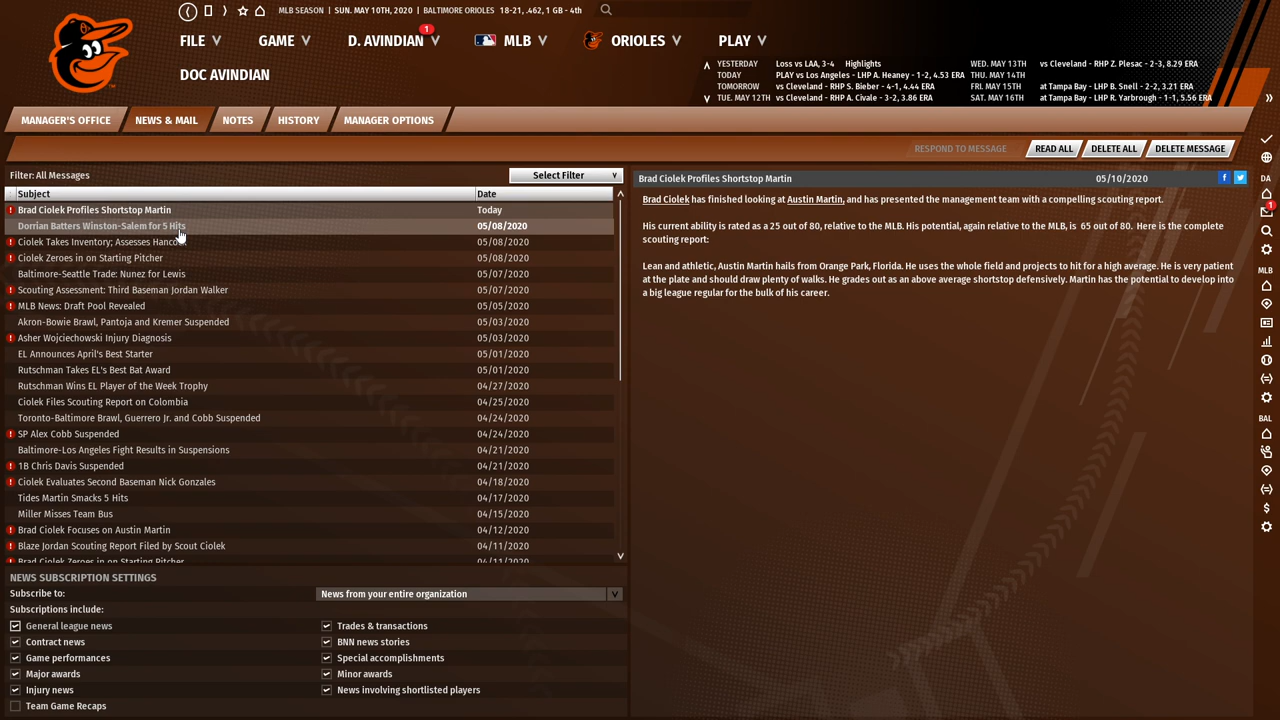 MLB SEASON | SUN. MAY 10TH, 2020 | BALTIMORE ORIOLES 18-21, .462, 1 GB - 4th
FILE GAME D. AVINDIAN 1 MLB ORIOLES PLAY
DOC AVINDIAN
YESTERDAY Loss vs LAA, 3-4 Highlights WED. MAY 13TH vs Cleveland - RHP Z. Plesac - 2-3, 8.29 ERA
TODAY PLAY vs Los Angeles - LHP A. Heaney - 1-2, 4.53 ERA THU. MAY 14TH
TOMORROW vs Cleveland - RHP S. Bieber - 4-1, 4.44 ERA FRI. MAY 15TH at Tampa Bay - LHP B. Snell - 2-2, 3.21 ERA
TUE. MAY 12TH vs Cleveland - RHP A. Civale - 3-2, 3.86 ERA SAT. MAY 16TH at Tampa Bay - LHP R. Yarbrough - 1-1, 5.56 ERA
MANAGER'S OFFICE NEWS & MAIL NOTES HISTORY MANAGER OPTIONS
RESPOND TO MESSAGE READ ALL DELETE ALL DELETE MESSAGE
Filter: All Messages Select Filter
Subject Date
Brad Ciolek Profiles Shortstop Martin Today
Dorrian Batters Winston-Salem for 5 Hits 05/08/2020
Ciolek Takes Inventory; Assesses Hancoc 05/08/2020
Ciolek Zeroes in on Starting Pitcher 05/08/2020
Baltimore-Seattle Trade: Nunez for Lewis 05/07/2020
Scouting Assessment: Third Baseman Jordan Walker 05/07/2020
MLB News: Draft Pool Revealed 05/05/2020
Akron-Bowie Brawl, Pantoja and Kremer Suspended 05/03/2020
Asher Wojciechowski Injury Diagnosis 05/03/2020
EL Announces April's Best Starter 05/01/2020
Rutschman Takes EL's Best Bat Award 05/01/2020
Rutschman Wins EL Player of the Week Trophy 04/27/2020
Ciolek Files Scouting Report on Colombia 04/25/2020
Toronto-Baltimore Brawl, Guerrero Jr. and Cobb Suspended 04/24/2020
SP Alex Cobb Suspended 04/24/2020
Baltimore-Los Angeles Fight Results in Suspensions 04/21/2020
1B Chris Davis Suspended 04/21/2020
Ciolek Evaluates Second Baseman Nick Gonzales 04/18/2020
Tides Martin Smacks 5 Hits 04/17/2020
Miller Misses Team Bus 04/15/2020
Brad Ciolek Focuses on Austin Martin 04/12/2020
Blaze Jordan Scouting Report Filed by Scout Ciolek 04/11/2020
Brad Ciolek Zeroes in on Starting Pitcher 04/11/2020
NEWS SUBSCRIPTION SETTINGS
Subscribe to: News from your entire organization
Subscriptions include:
General league news Trades & transactions
Contract news BNN news stories
Game performances Special accomplishments
Major awards Minor awards
Injury news News involving shortlisted players
Team Game Recaps
Brad Ciolek Profiles Shortstop Martin 05/10/2020
Brad Ciolek has finished looking at Austin Martin, and has presented the management team with a compelling scouting report.
His current ability is rated as a 25 out of 80, relative to the MLB. His potential, again relative to the MLB, is 65 out of 80. Here is the complete
scouting report:
Lean and athletic, Austin Martin hails from Orange Park, Florida. He uses the whole field and projects to hit for a high average. He is very patient
at the plate and should draw plenty of walks. He grades out as an above average shortstop defensively. Martin has the potential to develop into
a big league regular for the bulk of his career.
DA
1
MLB
BAL